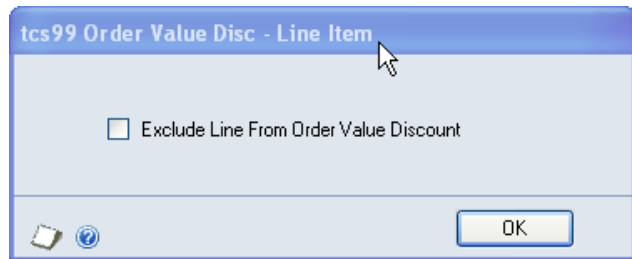 tcs99 Order Value Disc - Line Item
Exclude Line From Order Value Discount
OK